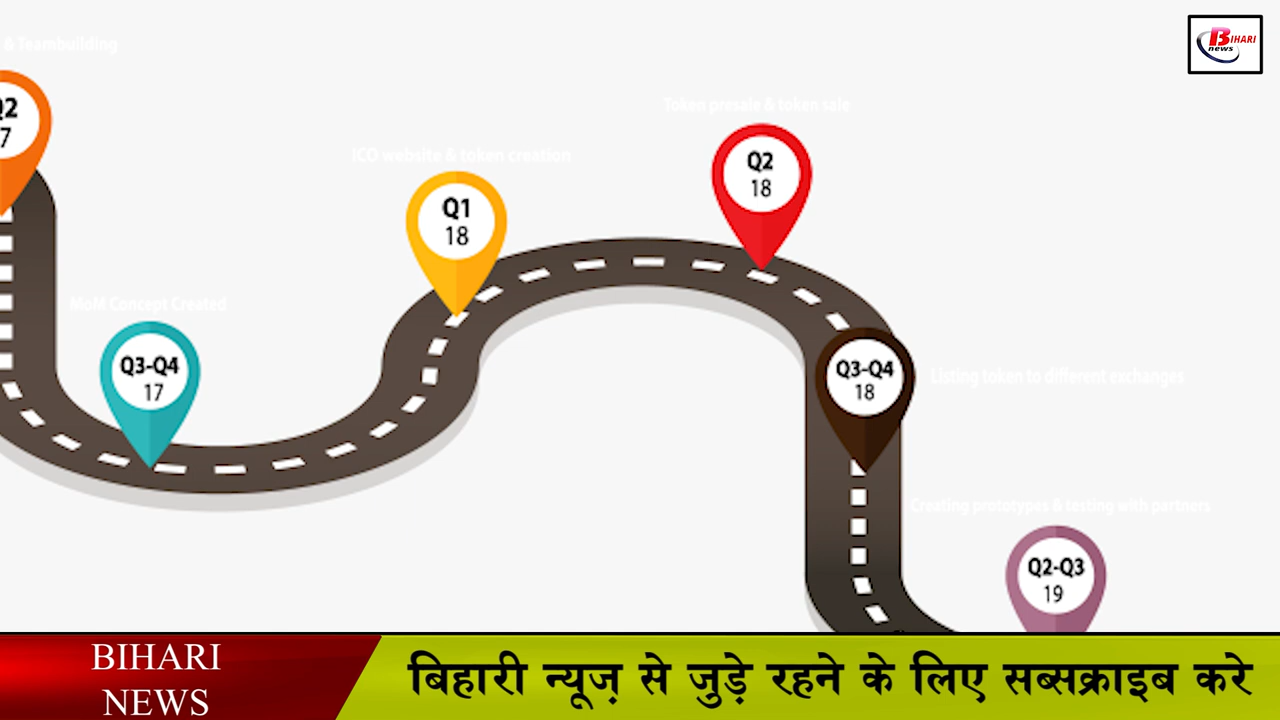 & Teambuilding
BIHARI
news
Q2
7
Token presale & token sale
Q2
18
ICO website & token creation
Q1
18
MoM Concept Created
Q3-Q4
17
Q3-Q4
18
Listing token to different exchanges
Creating prototypes & testing with partners
Q2-Q3
19
BIHARI
NEWS
बिहारी न्यूज़ से जुड़े रहने के लिए सब्सक्राइब करे